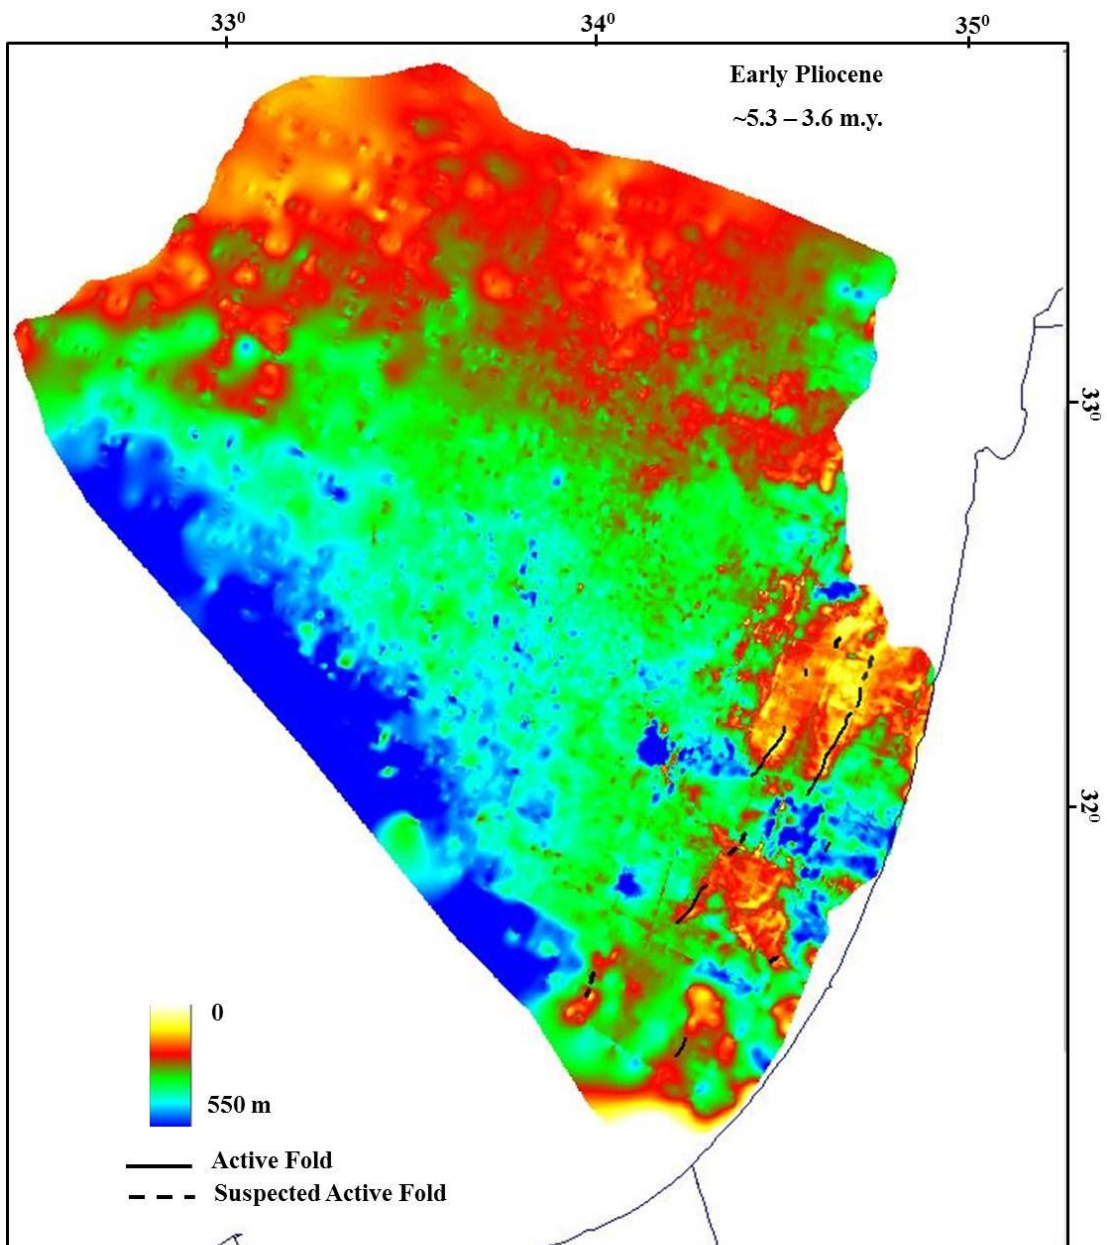 33⁰ 34⁰ 35⁰
Early Pliocene
~5.3 – 3.6 m.y.
33⁰
32⁰
0
550 m
Active Fold
Suspected Active Fold